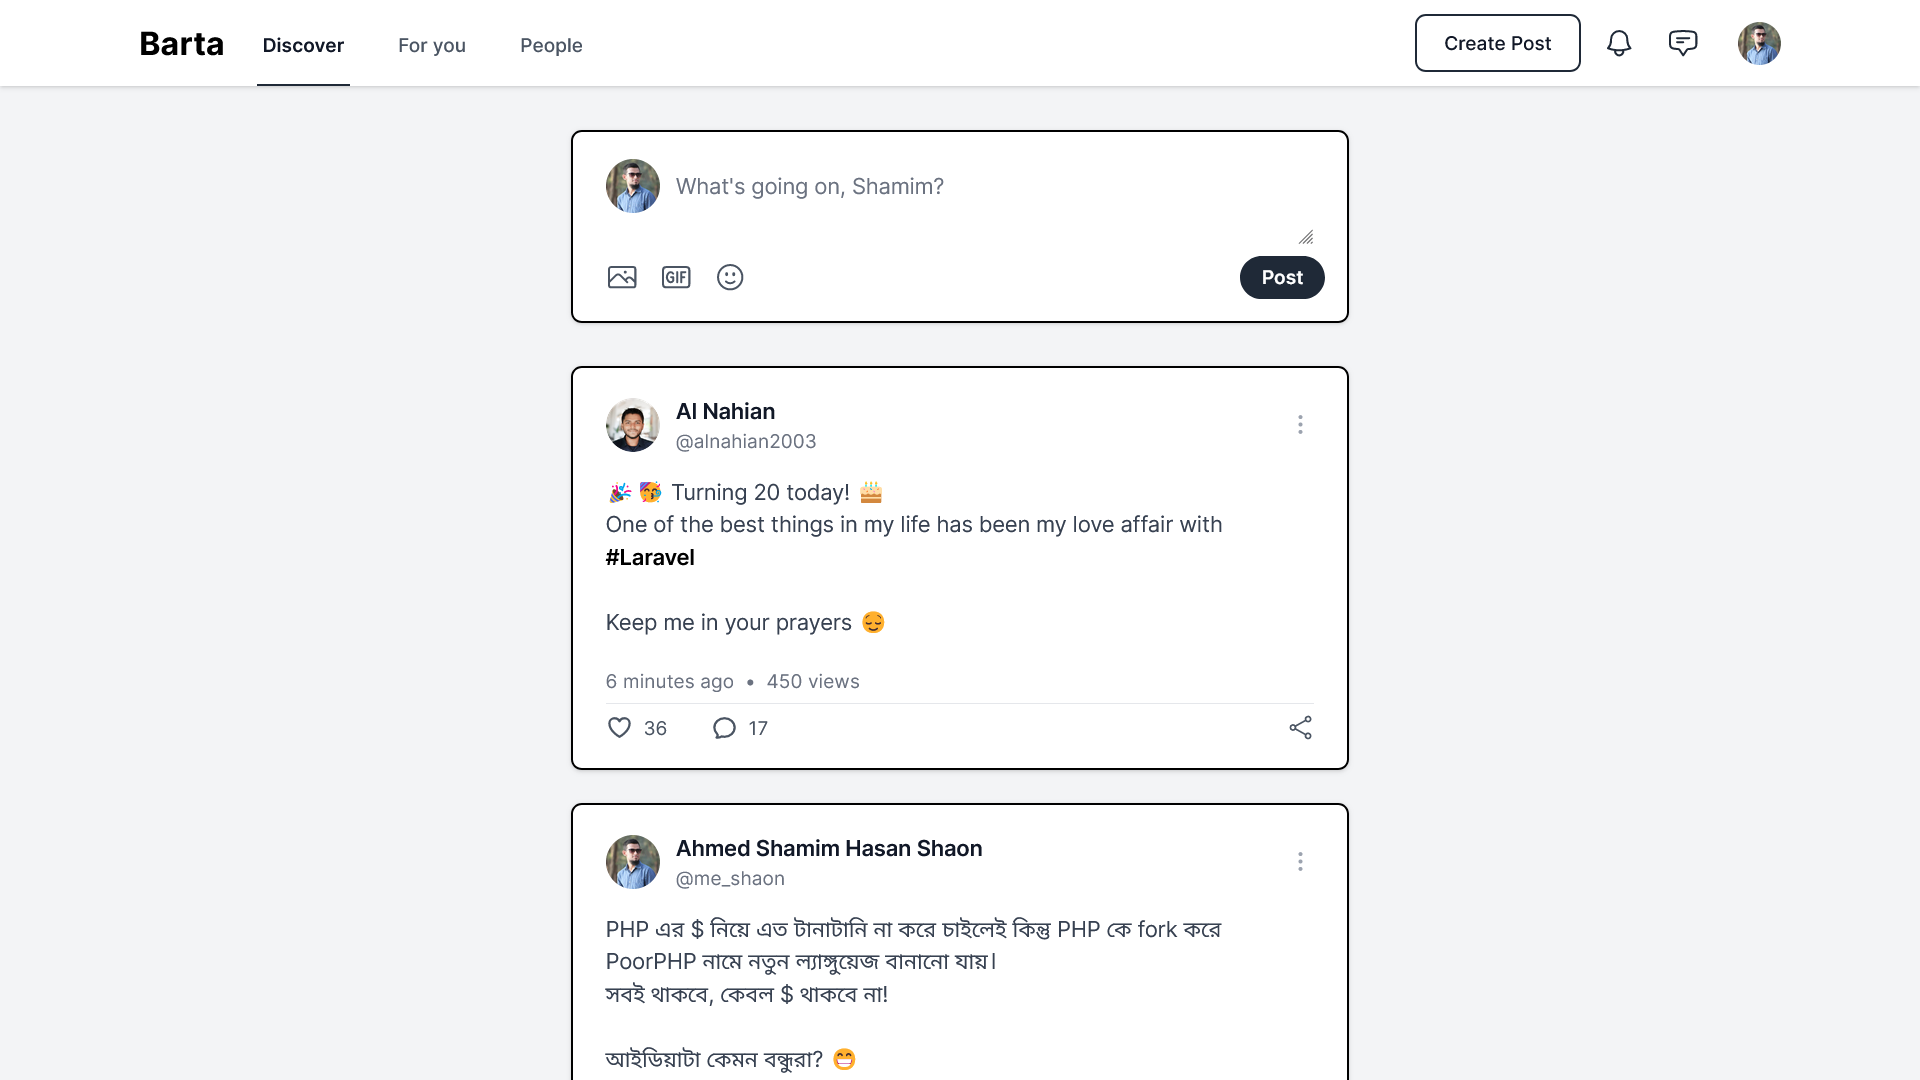 Barta
Discover
For you
People
Create Post
What's going on, Shamim?
GIF
Post
Al Nahian
@alnahian2003
🎉 🥳 Turning 20 today! 🎂
One of the best things in my life has been my love affair with
#Laravel
Keep me in your prayers 😌
6 minutes ago • 450 views
36
17
Ahmed Shamim Hasan Shaon
@me_shaon
PHP এর $ নিয়ে এত টানাটানি না করে চাইলেই কিন্তু PHP কে fork করে
PoorPHP নামে নতুন ল্যাঙ্গুয়েজ বানানো যায়।
সবই থাকবে, কেবল $ থাকবে না!
আইডিয়াটা কেমন বন্ধুরা? 😁